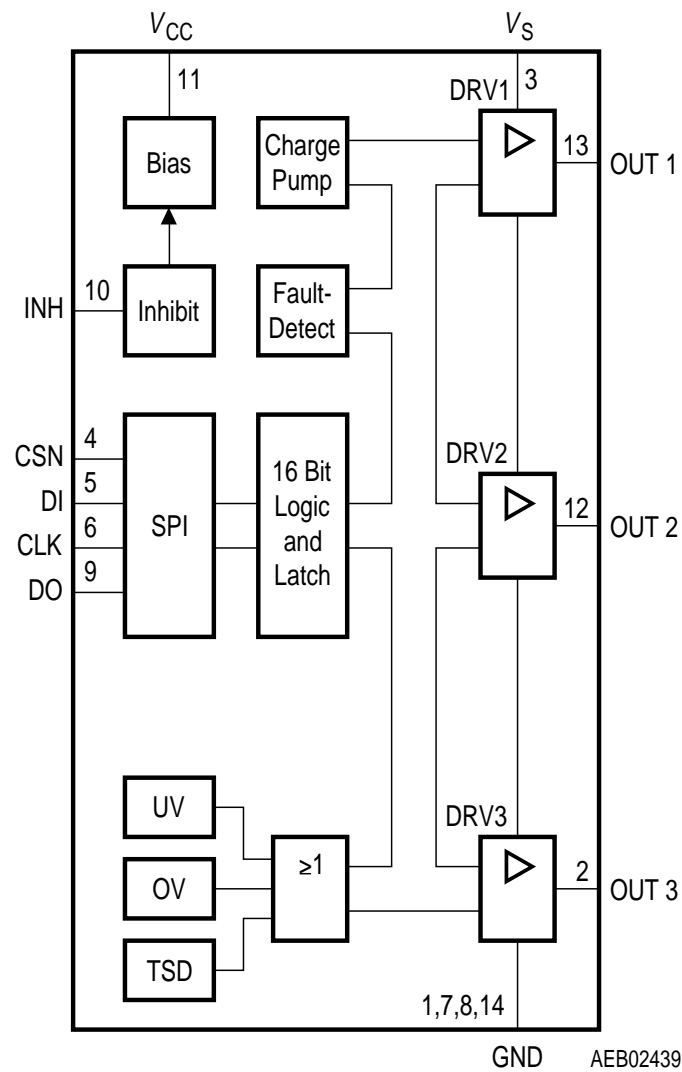 VCC
VS
11
3
DRV1
Bias
Charge
Pump
13
OUT 1
INH
10
Inhibit
Fault-
Detect
CSN
4
DI
5
CLK
6
DO
9
SPI
16 Bit
Logic
and
Latch
DRV2
12
OUT 2
UV
OV
TSD
≥1
DRV3
2
OUT 3
1,7,8,14
GND
AEB02439